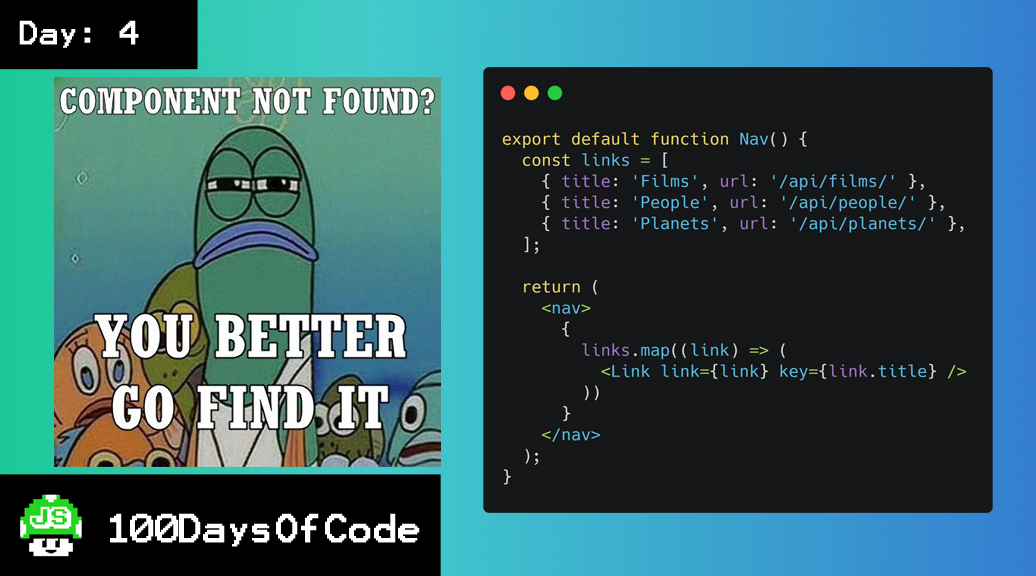 Day: 4
COMPONENT NOT FOUND?
YOU BETTER
GO FIND IT
JS
100DaysOfCode
export default function Nav() {
  const links = [
    { title: 'Films', url: '/api/films/' },
    { title: 'People', url: '/api/people/' },
    { title: 'Planets', url: '/api/planets/' },
  ];

  return (
    <nav>
      {
        links.map((link) => (
          <Link link={link} key={link.title} />
        ))
      }
    </nav>
  );
}